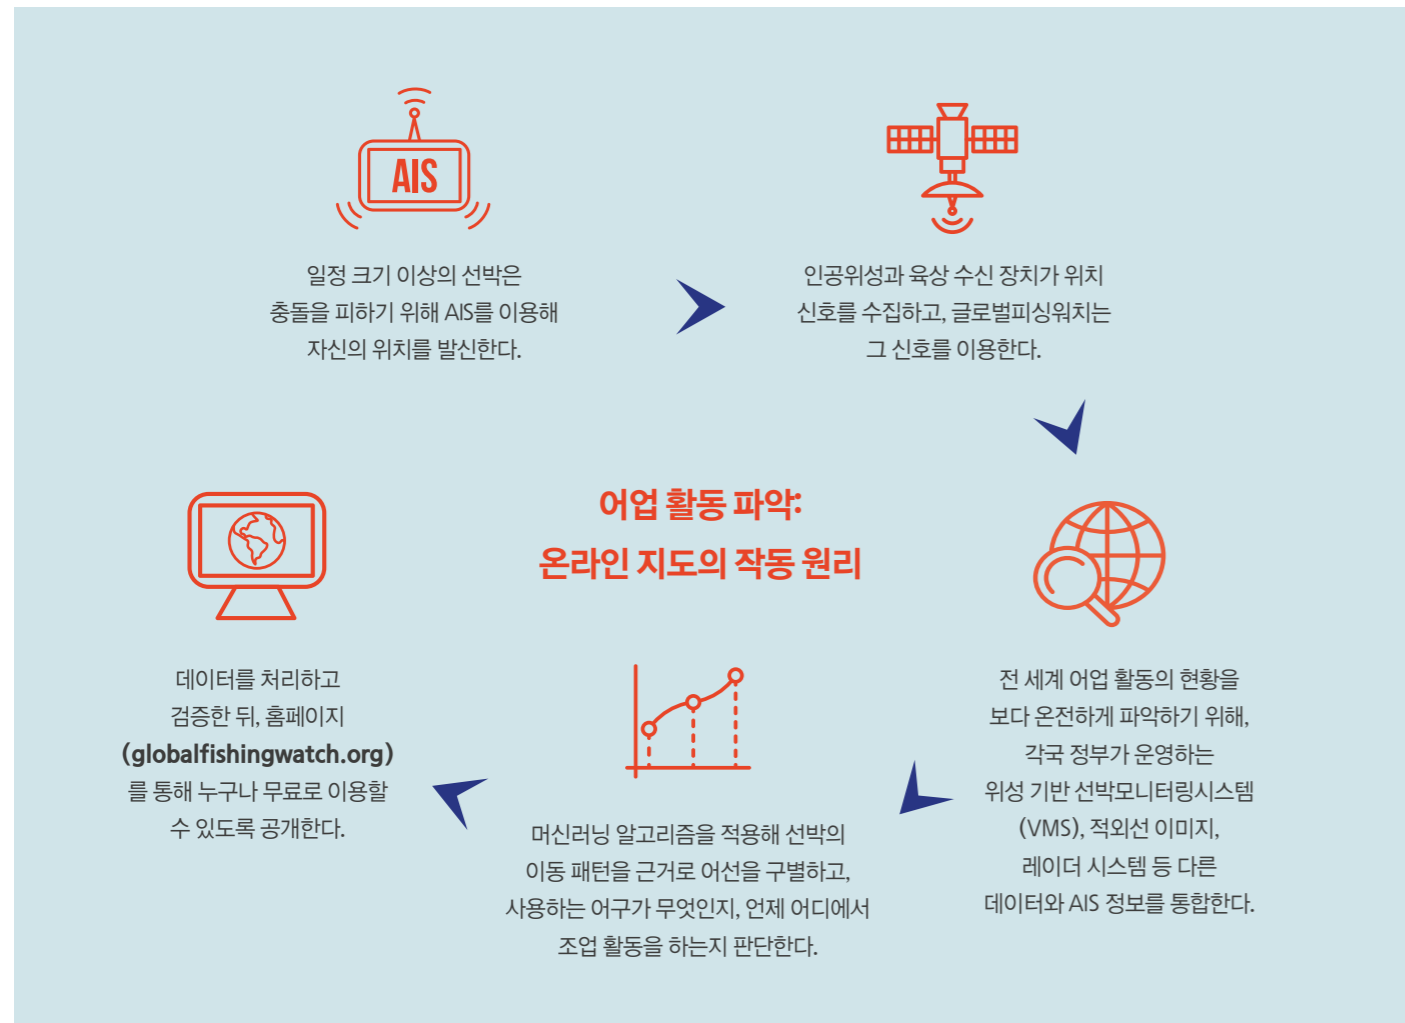 AIS
일정 크기 이상의 선박은
충돌을 피하기 위해 AIS를 이용해
자신의 위치를 발신한다.
인공위성과 육상 수신 장치가 위치
신호를 수집하고, 글로벌피싱워치는
그 신호를 이용한다.
어업 활동 파악:
온라인 지도의 작동 원리
전 세계 어업 활동의 현황을
보다 온전하게 파악하기 위해,
각국 정부가 운영하는
위성 기반 선박모니터링시스템
(VMS), 적외선 이미지,
레이더 시스템 등 다른
데이터와 AIS 정보를 통합한다.
머신러닝 알고리즘을 적용해 선박의
이동 패턴을 근거로 어선을 구별하고,
사용하는 어구가 무엇인지, 언제 어디에서
조업 활동을 하는지 판단한다.
데이터를 처리하고
검증한 뒤, 홈페이지
(globalfishingwatch.org)
를 통해 누구나 무료로 이용할
수 있도록 공개한다.